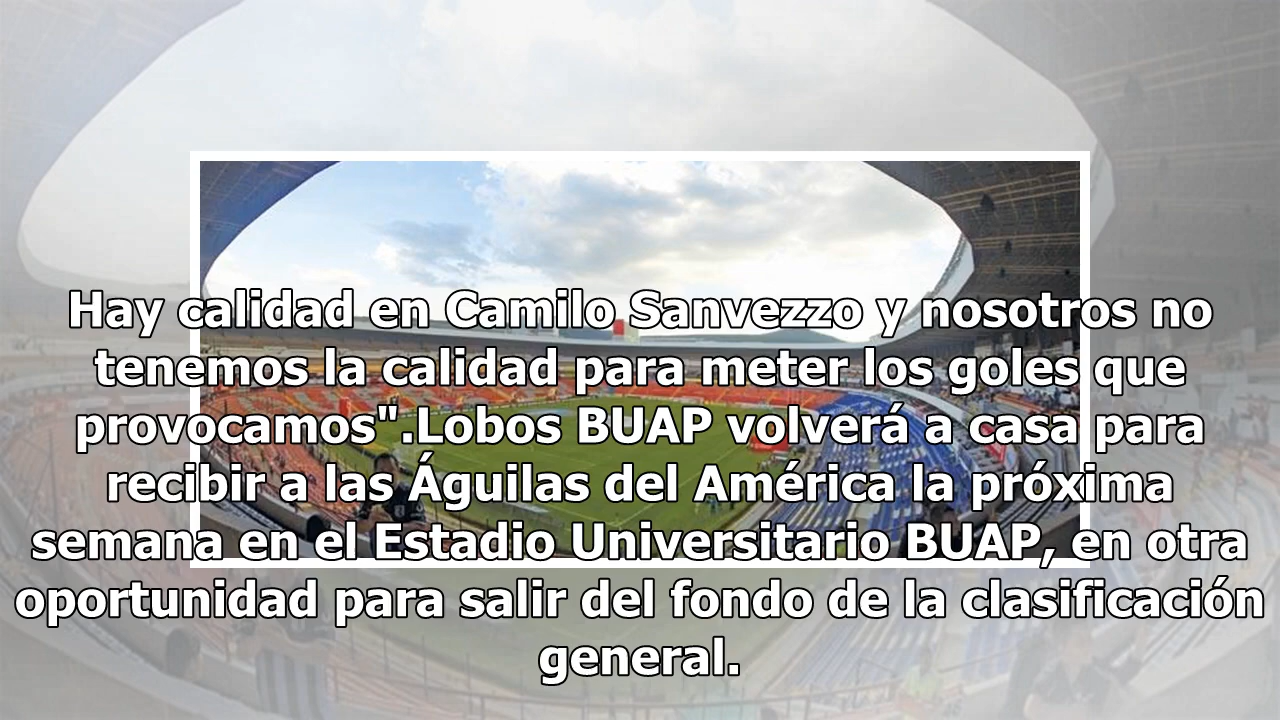 Hay calidad en Camilo Sanvezzo y nosotros no
tenemos la calidad para meter los goles que
provocamos".Lobos BUAP volverá a casa para
recibir a las Águilas del América la próxima
semana en el Estadio Universitario BUAP, en otra
oportunidad para salir del fondo de la clasificación
general.